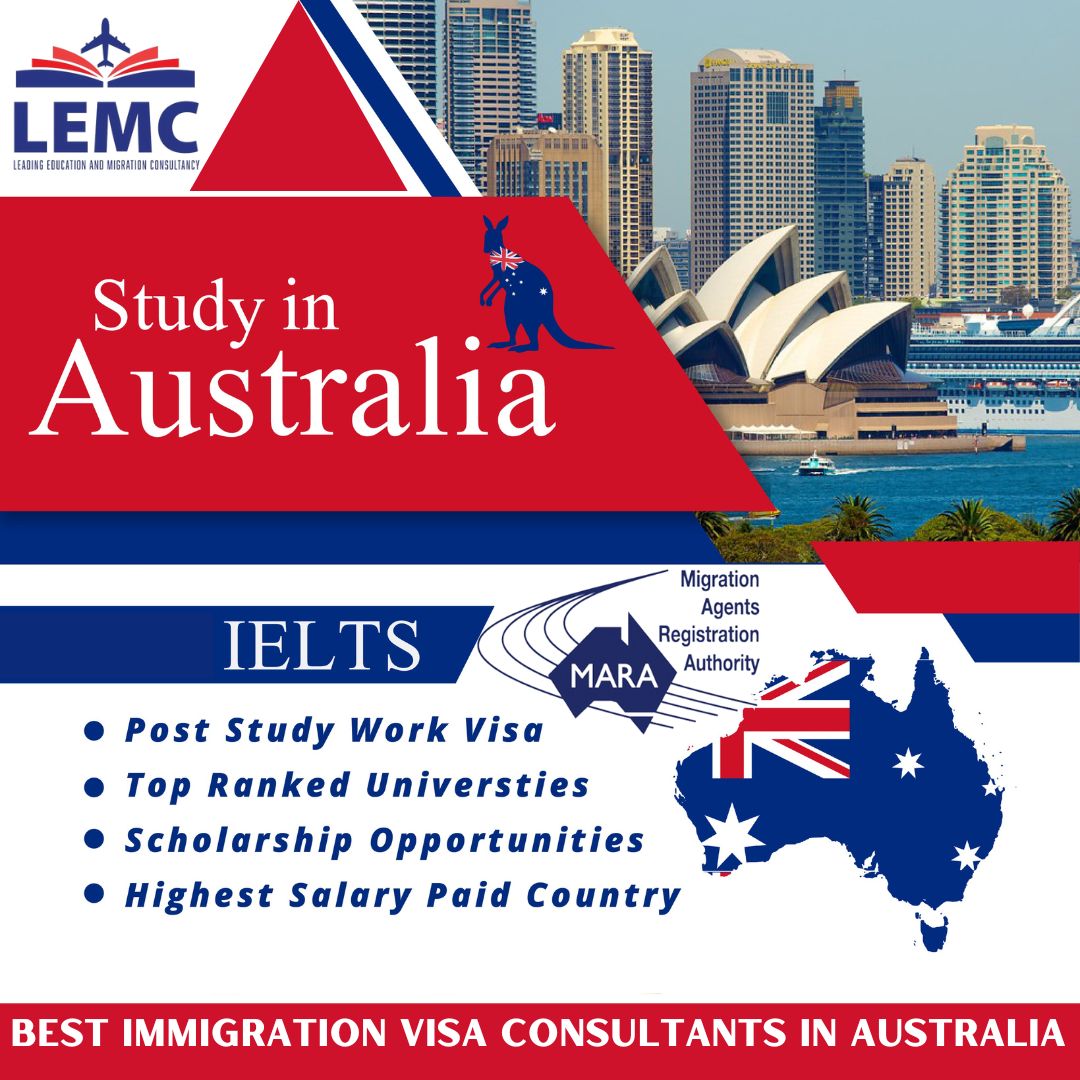 LEMC
LEADING EDUCATION AND MIGRATION CONSULTANCY
Study in
Australia
IELTS
Migration
Agents
Registration
Authority
MARA
Post Study Work Visa
Top Ranked Universties
Scholarship Opportunities
Highest Salary Paid Country
BEST IMMIGRATION VISA CONSULTANTS IN AUSTRALIA